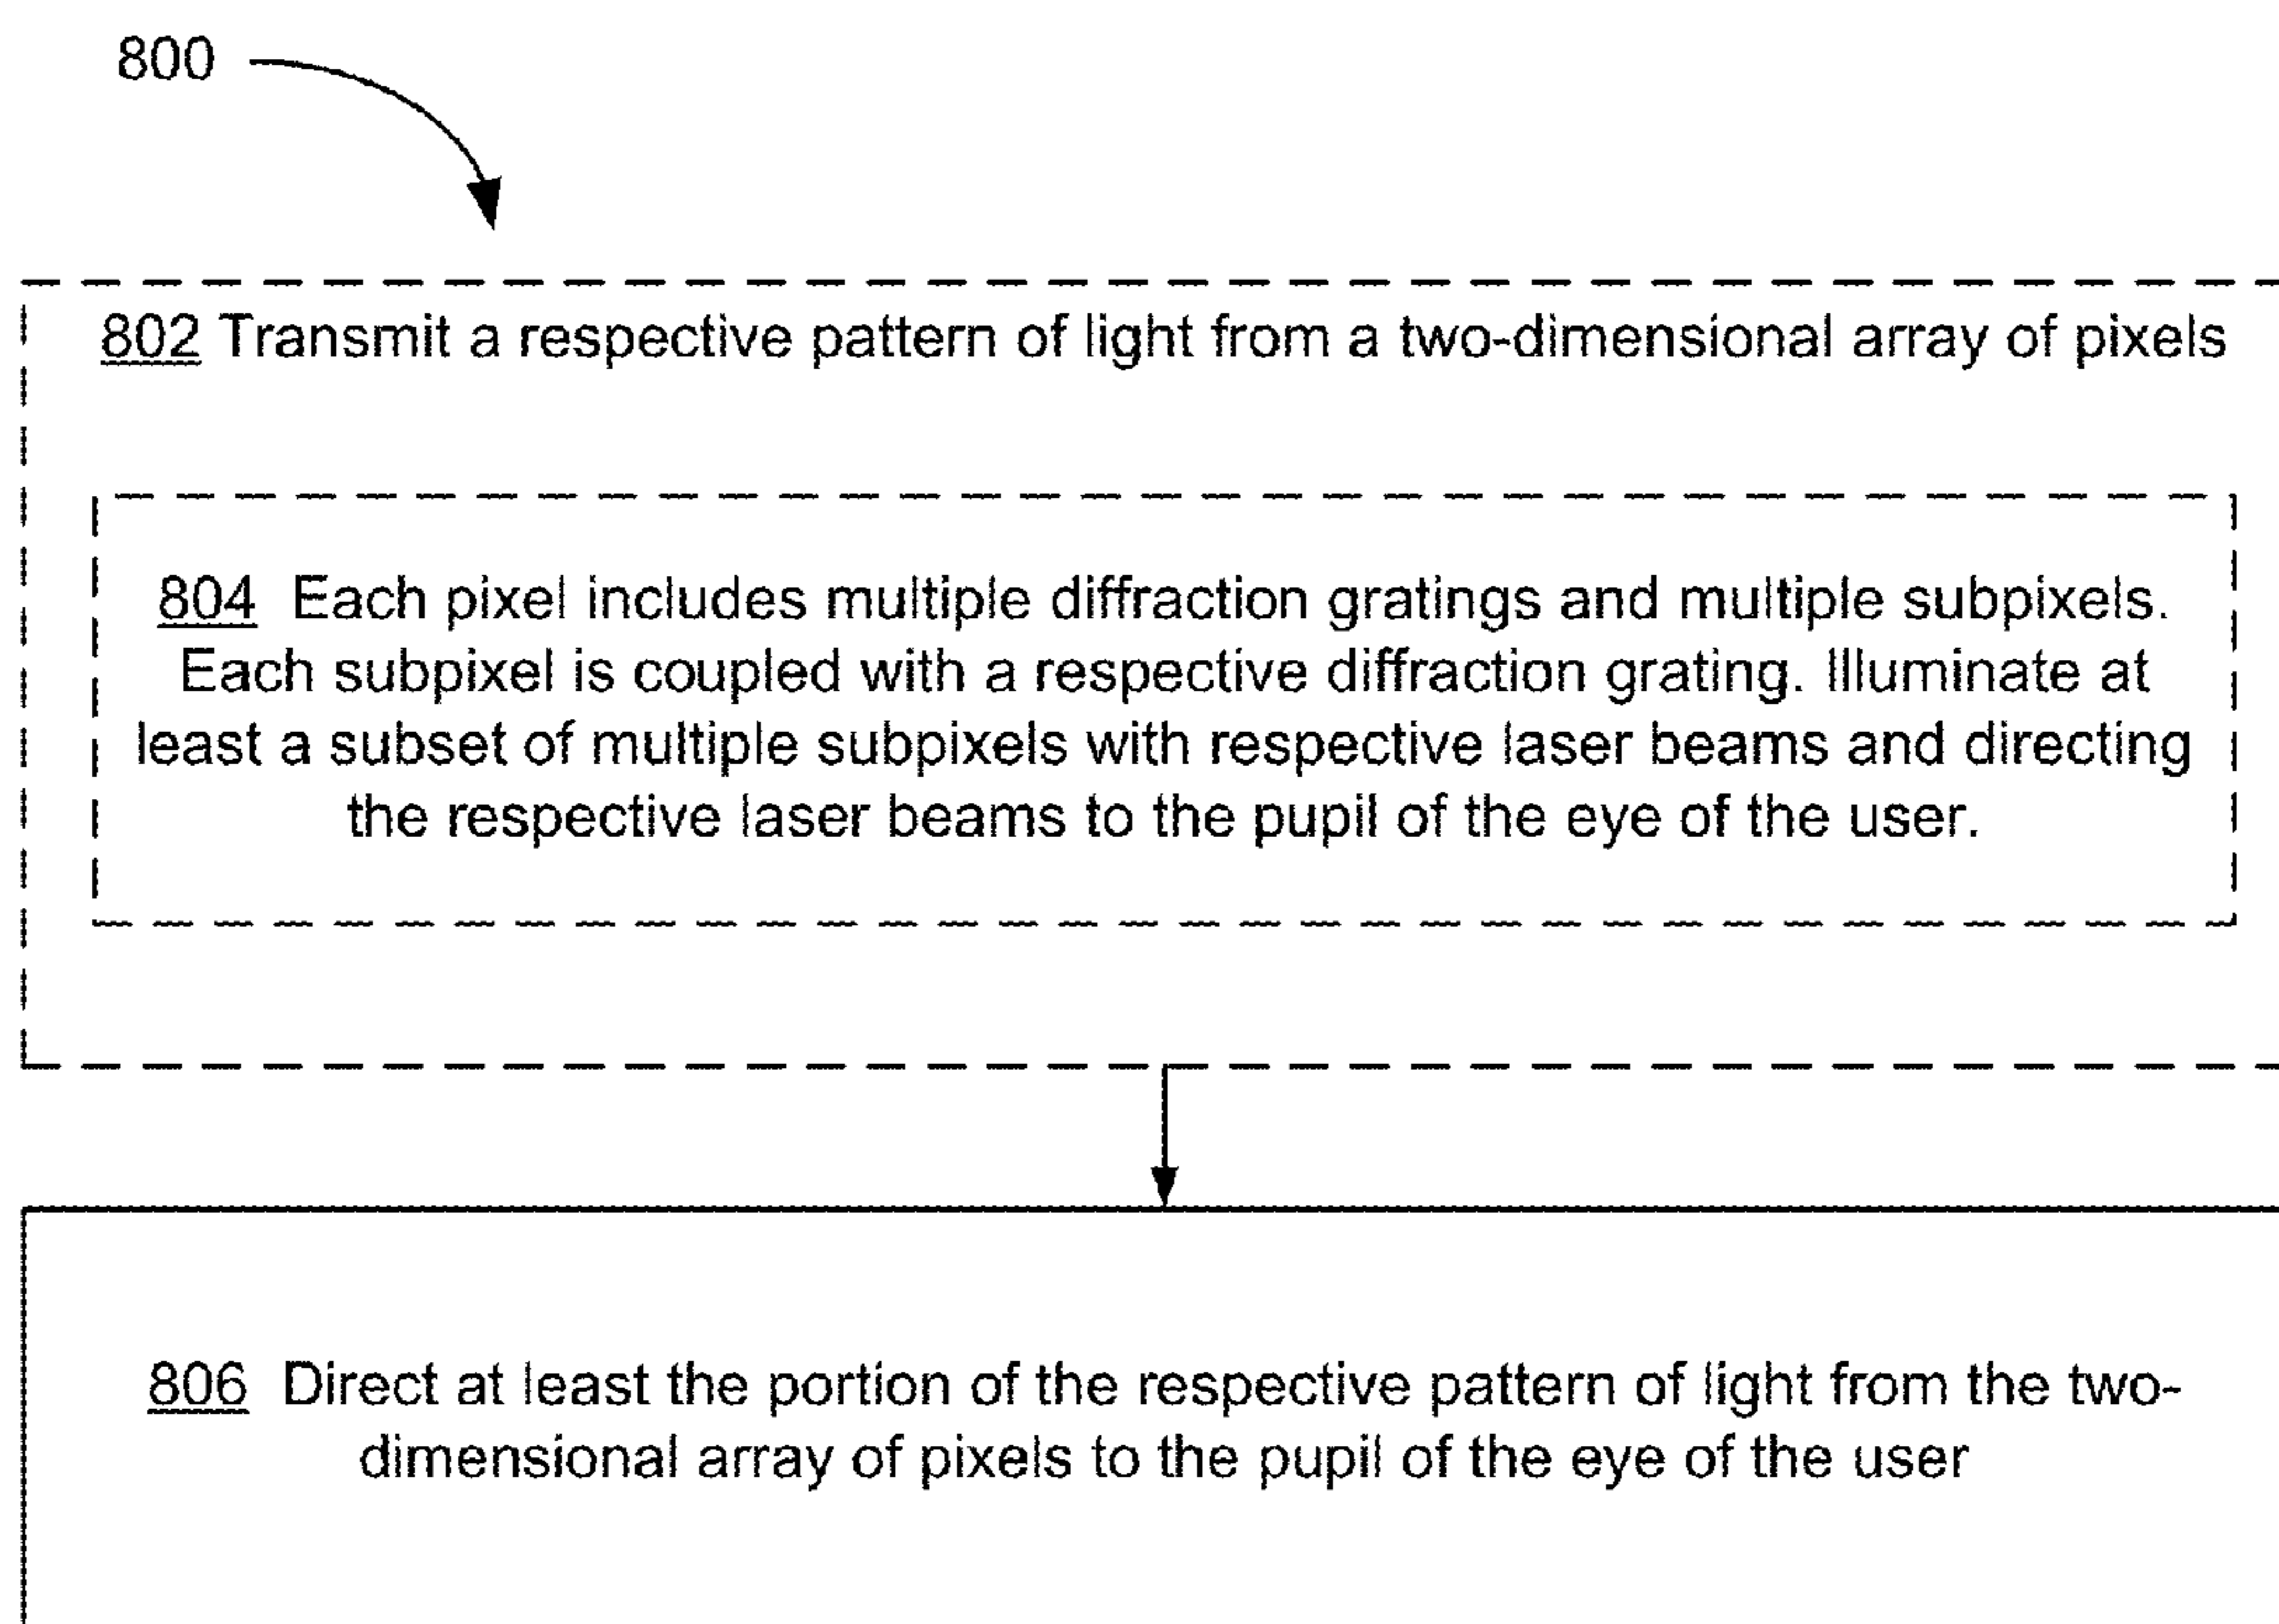 800
802 Transmit a respective pattern of light from a two-dimensional array of pixels
804 Each pixel includes multiple diffraction gratings and multiple subpixels.
Each subpixel is coupled with a respective diffraction grating. Illuminate at
least a subset of multiple subpixels with respective laser beams and directing
the respective laser beams to the pupil of the eye of the user.
806 Direct at least the portion of the respective pattern of light from the two-
dimensional array of pixels to the pupil of the eye of the user